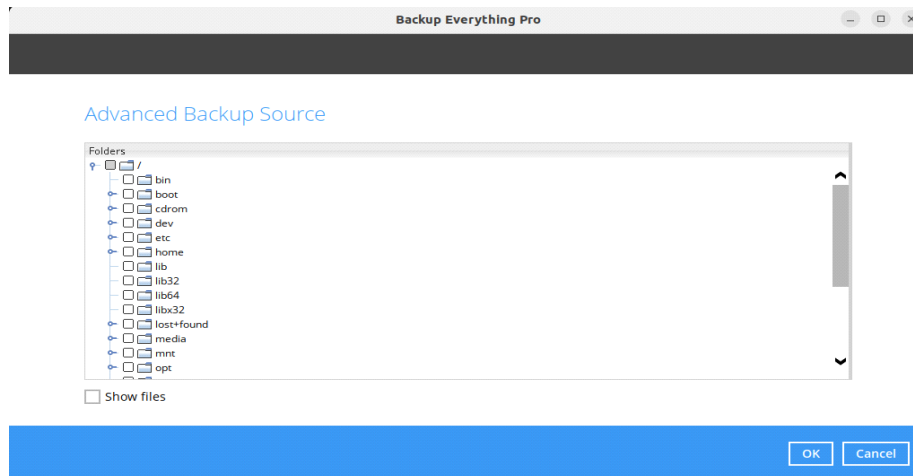 Backup Everything Pro
Advanced Backup Source
Folders
/
bin
boot
cdrom
dev
etc
home
lib
lib32
lib64
libx32
lost+found
media
mnt
opt
Show files
OK
Cancel